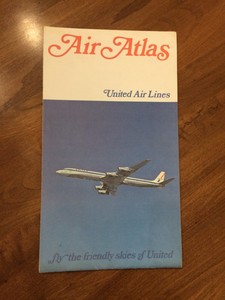 Air Atlas
United Air Lines
fly the friendly skies of United